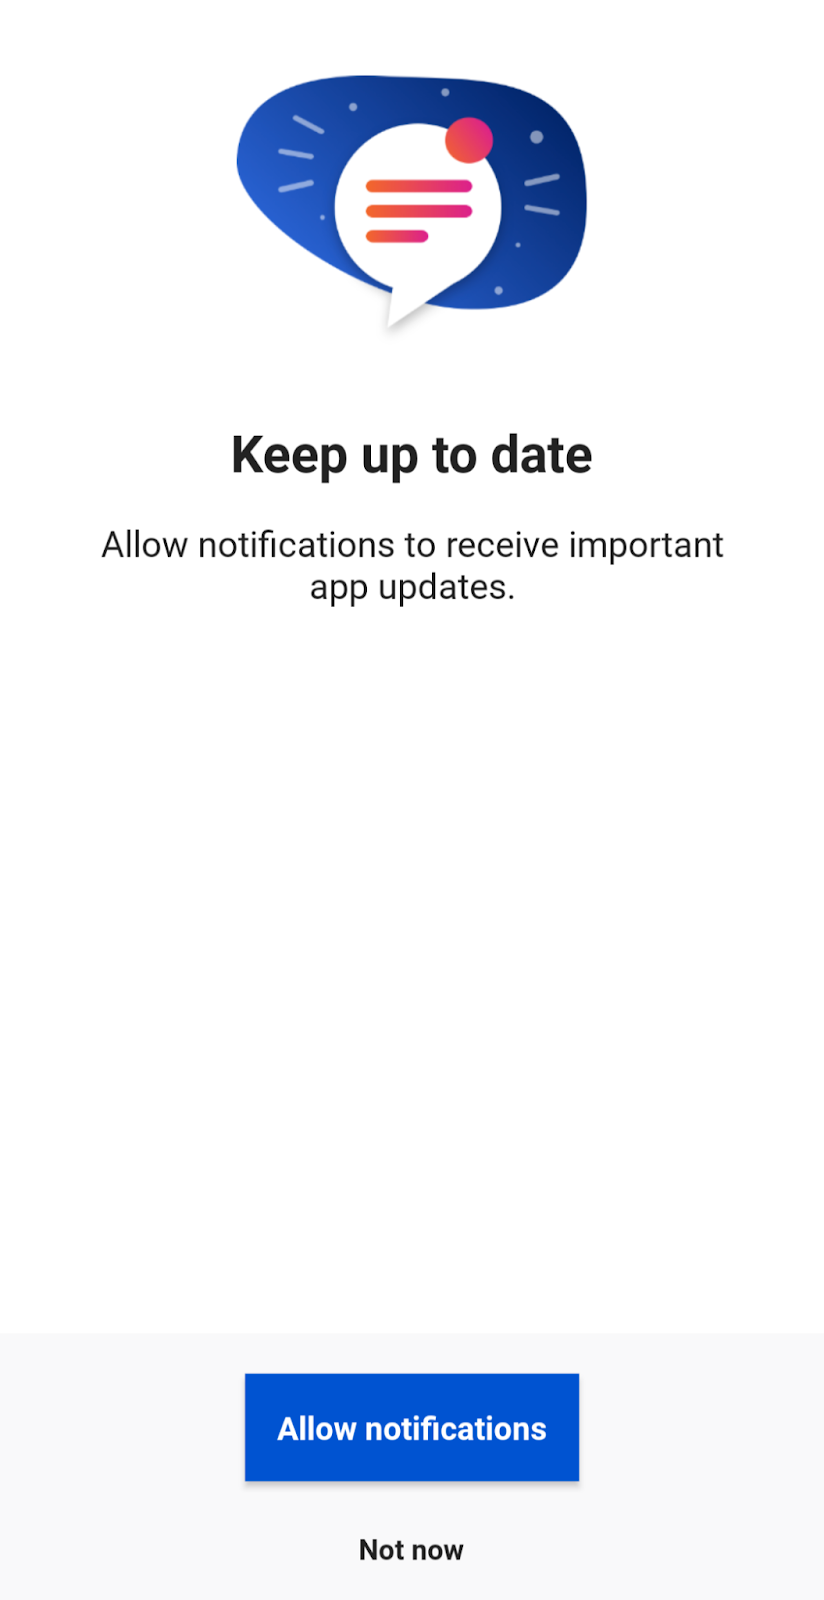 Keep up to date
Allow notifications to receive important
app updates.
Allow notifications
Not now